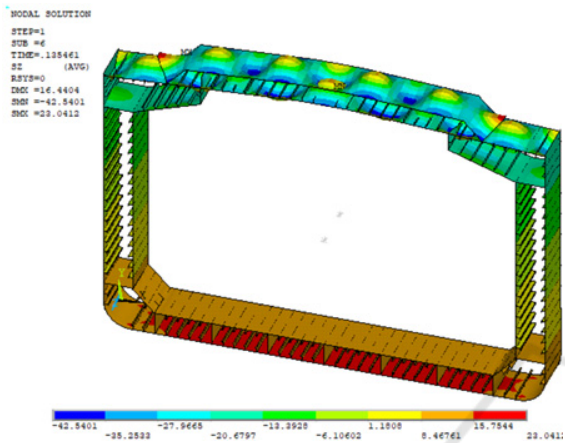 NODAL SOLUTION
STEP=1
SUB =6
TIME=.135461
SZ (AVG)
RSYS=0
DMX =16.4404
SMN =-42.5401
SMX =23.0412
MX
Y
-42.5401 -27.9665 -13.3928 1.1808 15.7544
-35.2533 -20.6797 -6.10602 8.46761 23.0412